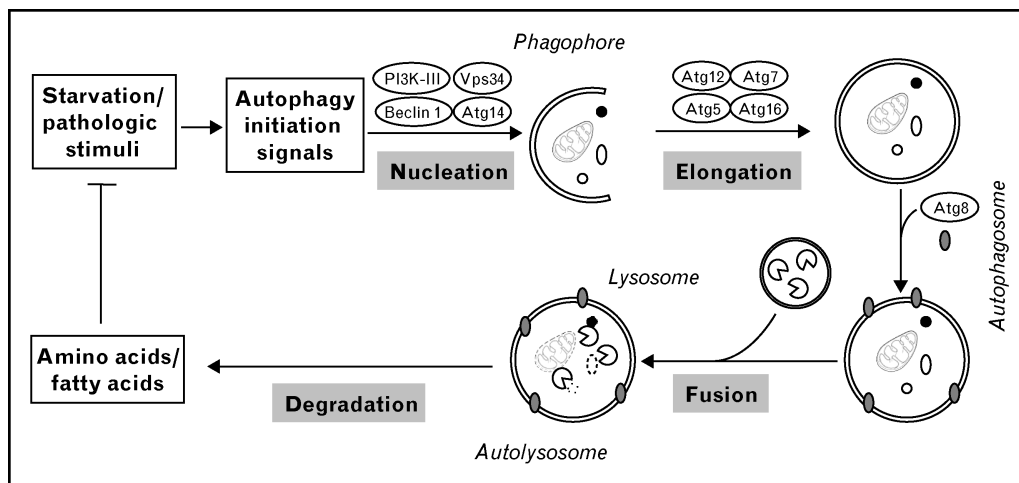 Phagophore
Starvation/
pathologic
stimuli
Autophagy
initiation
signals
PI3K-III
Vps34
Beclin 1
Atg14
Nucleation
Atg12
Atg7
Atg5
Atg16
Elongation
Atg8
Autophagosome
Lysosome
Fusion
Autolysosome
Degradation
Amino acids/
fatty acids